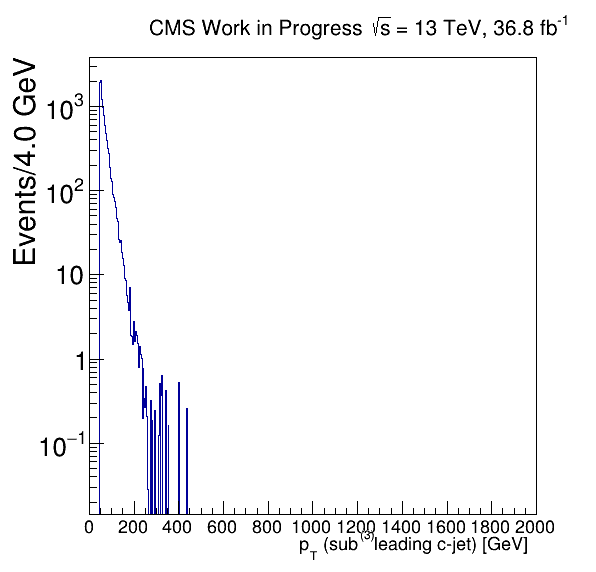 CMS Work in Progress √s = 13 TeV, 36.8 fb⁻¹
Events/4.0 GeV
10³
10²
10
1
10⁻¹
0 200 400 600 800 1000 1200 1400 1600 1800 2000
p_T (sub⁽³⁾leading c-jet) [GeV]